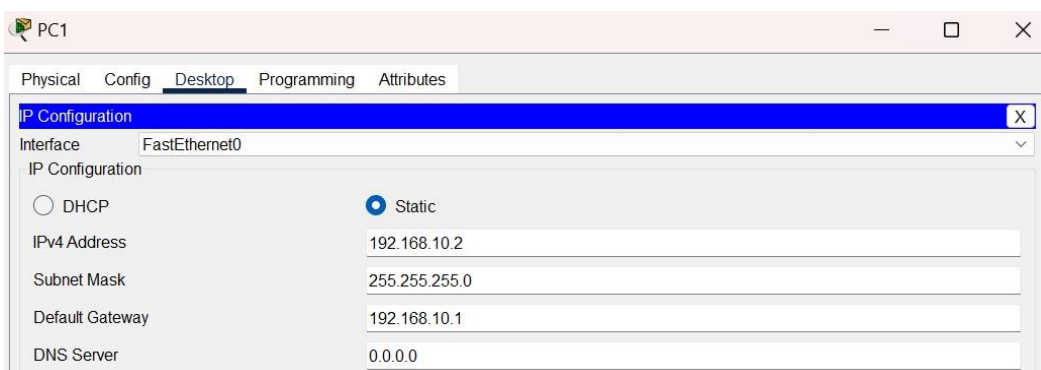 PC1
Physical Config Desktop Programming Attributes
IP Configuration X
Interface FastEthernet0
IP Configuration
DHCP Static
IPv4 Address 192.168.10.2
Subnet Mask 255.255.255.0
Default Gateway 192.168.10.1
DNS Server 0.0.0.0